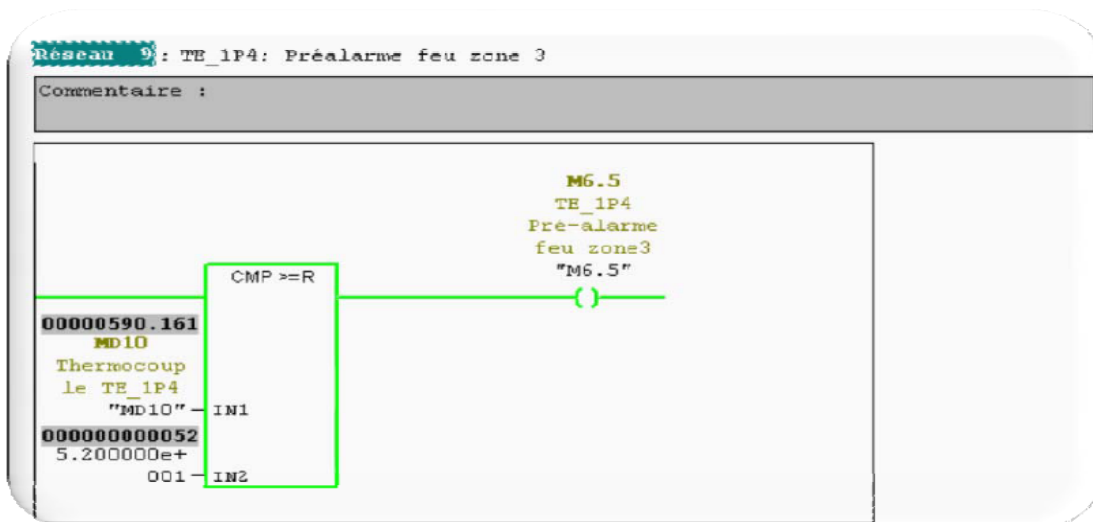 Réseau 9: TE_1P4: Préalarme feu zone 3
Commentaire :
M6.5
TE_1P4
Pré-alarme
feu zone3
"M6.5"
CMP >=R
( )
00000590.161
MD10
Thermocoup
le TE_1P4
"MD10"
IN1
000000000052
5.200000e+
001
IN2